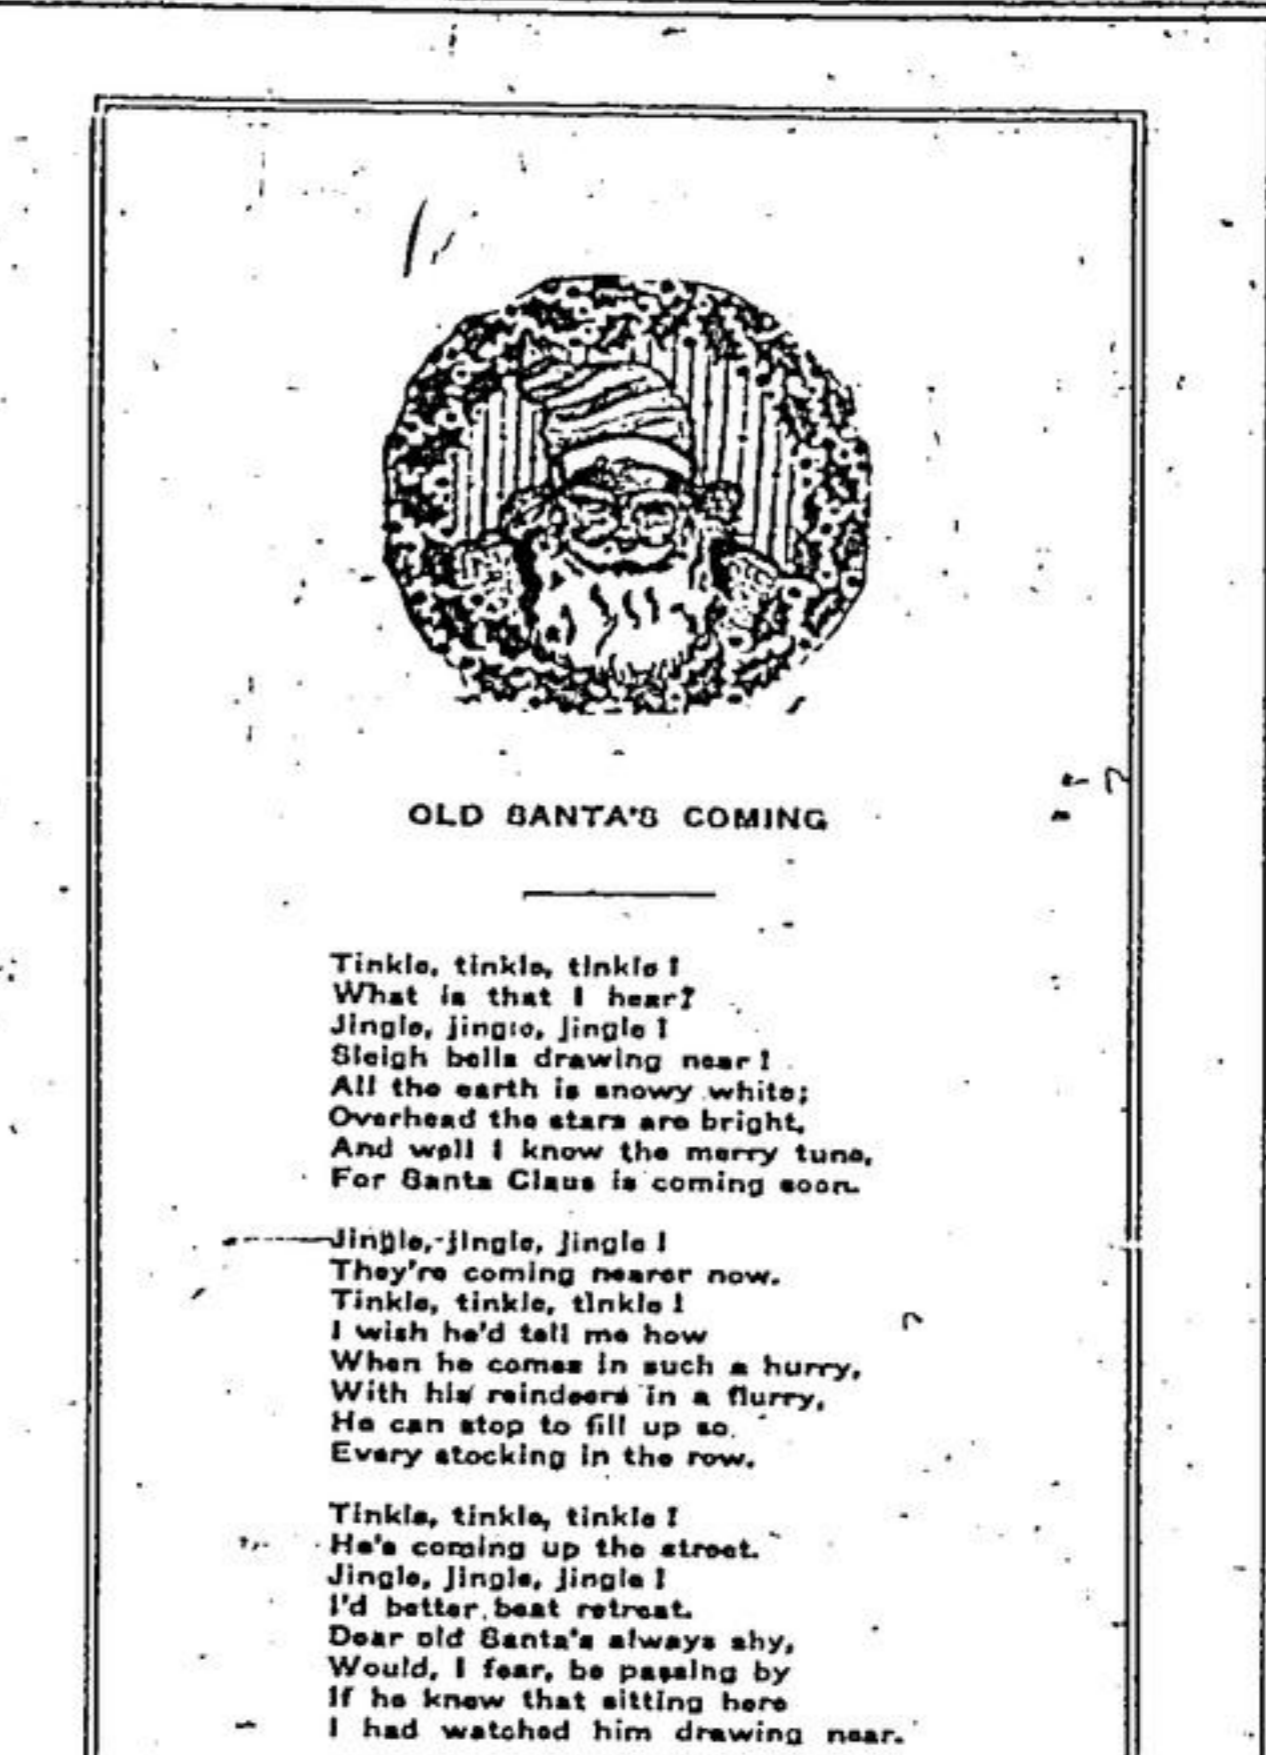 OLD SANTA'S COMING
Tinkle, tinkle, tinkle!
What is that I hear?
Jingle, jingle, jingle!
Sleigh bells drawing near!
All the earth is snowy white;
Overhead the stars are bright,
And well I know the merry tune,
For Santa Claus is coming soon.
Jingle, jingle, jingle!
They're coming nearer now.
Tinkle, tinkle, tinkle!
I wish he'd tell me how
When he comes in such a hurry,
With his reindeers in a flurry,
He can stop to fill up so
Every stocking in the row.
Tinkle, tinkle, tinkle!
He's coming up the street.
Jingle, jingle, jingle!
I'd better beat retreat.
Dear old Santa's always shy,
Would, I fear, be passing by
If he knew that sitting here
I had watched him drawing near.